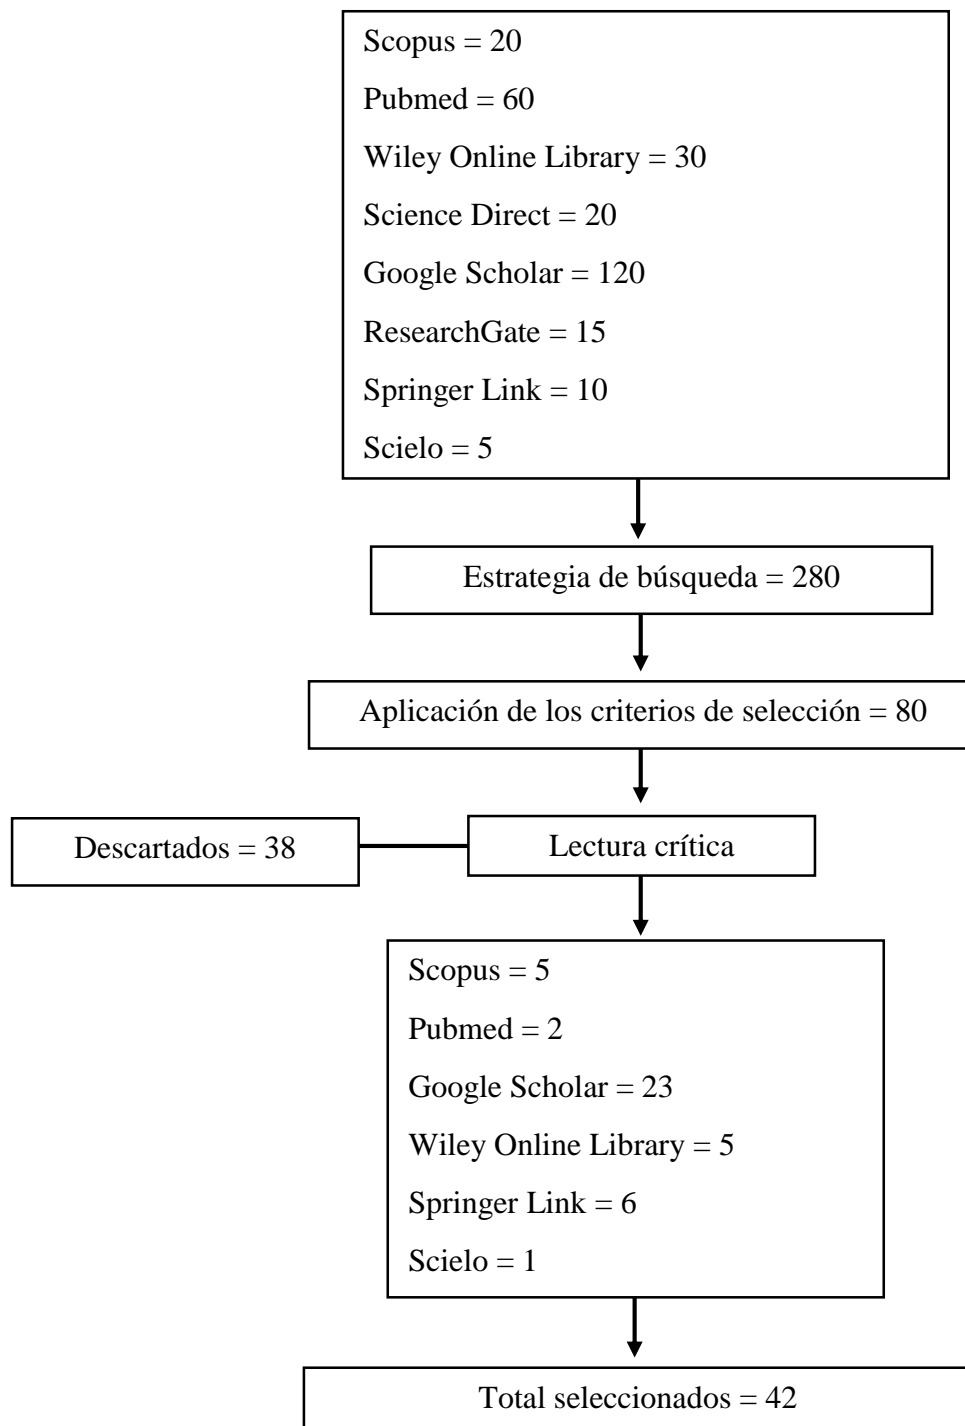 Scopus = 20
Pubmed = 60
Wiley Online Library = 30
Science Direct = 20
Google Scholar = 120
ResearchGate = 15
Springer Link = 10
Scielo = 5
Estrategia de búsqueda = 280
Aplicación de los criterios de selección = 80
Descartados = 38
Lectura crítica
Scopus = 5
Pubmed = 2
Google Scholar = 23
Wiley Online Library = 5
Springer Link = 6
Scielo = 1
Total seleccionados = 42